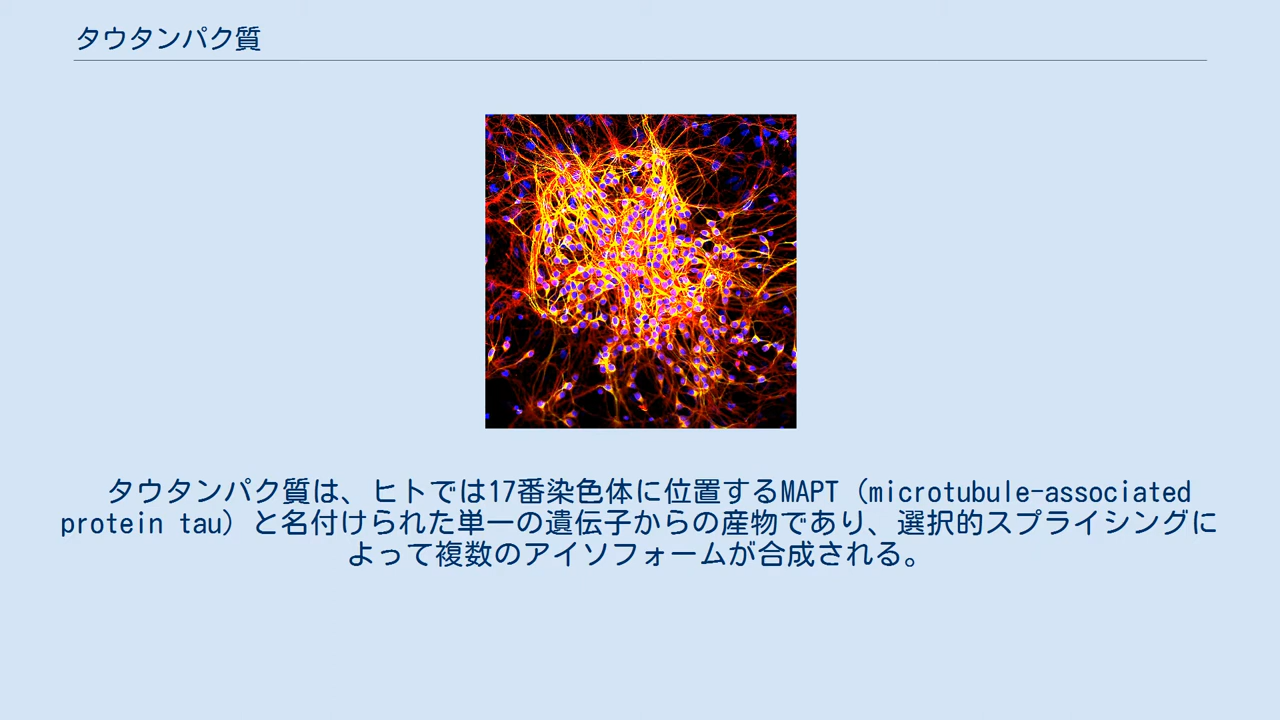 タウタンパク質
タウタンパク質は、ヒトでは17番染色体に位置するMAPT（microtubule-associated
protein tau）と名付けられた単一の遺伝子からの産物であり、選択的スプライシングに
よって複数のアイソフォームが合成される。